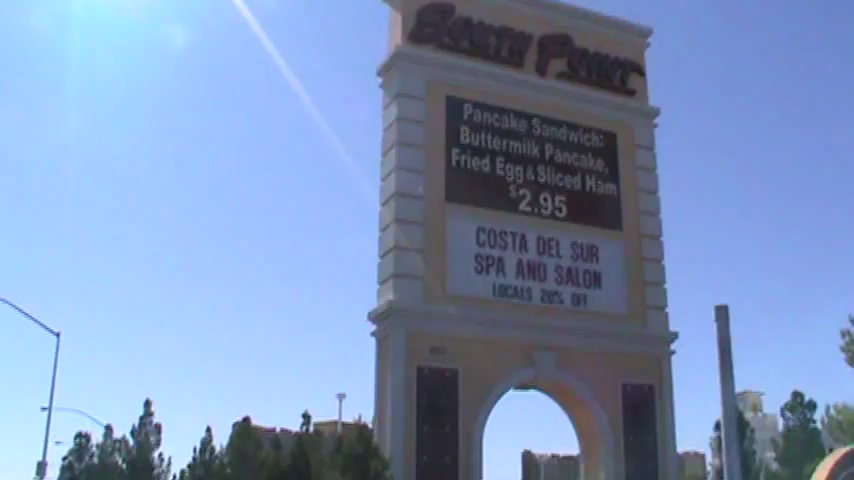 South Point
Pancake Sandwich:
Buttermilk Pancake,
Fried Egg & Sliced Ham
$2.95
COSTA DEL SUR
SPA AND SALON
LOCALS 20% OFF